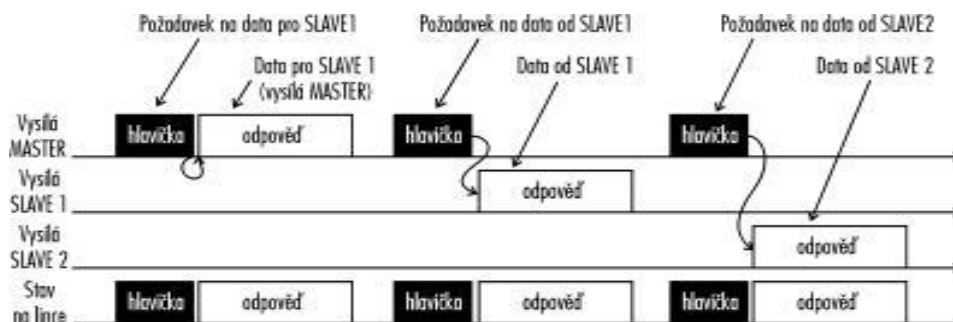 Požadavek na data pro SLAVE1
Požadavek na data od SLAVE1
Požadavek na data od SLAVE2
Data pro SLAVE 1
(vysílá MASTER)
Data od SLAVE 1
Data od SLAVE 2
Vysílá
MASTER
hlavička
odpověď
hlavička
hlavička
Vysílá
SLAVE 1
odpověď
Vysílá
SLAVE 2
odpověď
Stav
na lince
hlavička
odpověď
hlavička
odpověď
hlavička
odpověď